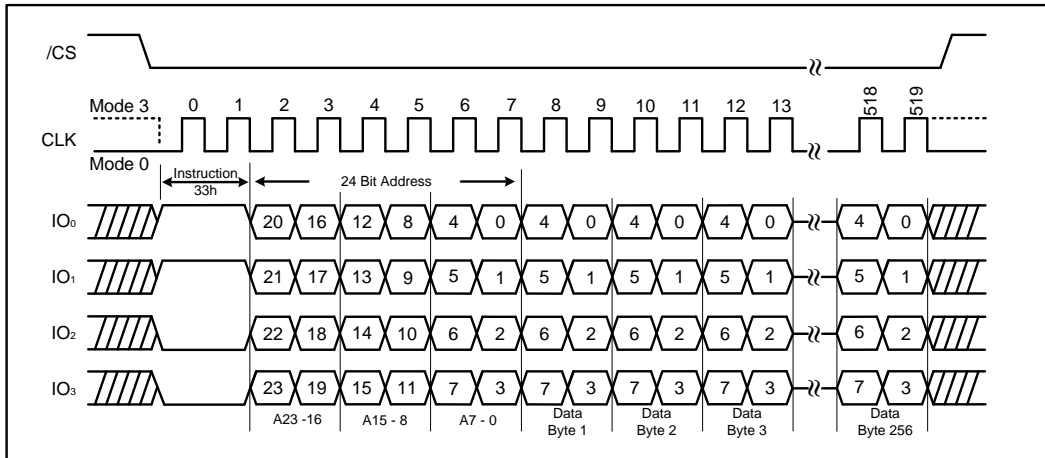 /CS
Mode 3 0 1 2 3 4 5 6 7 8 9 10 11 12 13 518 519
CLK
Mode 0
Instruction
33h
24 Bit Address
IO₀ 20 16 12 8 4 0 4 0 4 0 4 0 4 0
IO₁ 21 17 13 9 5 1 5 1 5 1 5 1 5 1
IO₂ 22 18 14 10 6 2 6 2 6 2 6 2 6 2
IO₃ 23 19 15 11 7 3 7 3 7 3 7 3 7 3
A23 -16 A15 - 8 A7 - 0
Data
Byte 1
Data
Byte 2
Data
Byte 3
Data
Byte 256